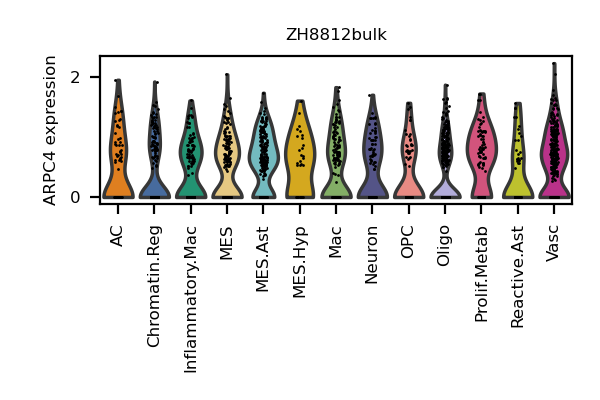 ZH8812bulk
ARPC4 expression
2
0
AC
Chromatin.Reg
Inflammatory.Mac
MES
MES.Ast
MES.Hyp
Mac
Neuron
OPC
Oligo
Prolif.Metab
Reactive.Ast
Vasc